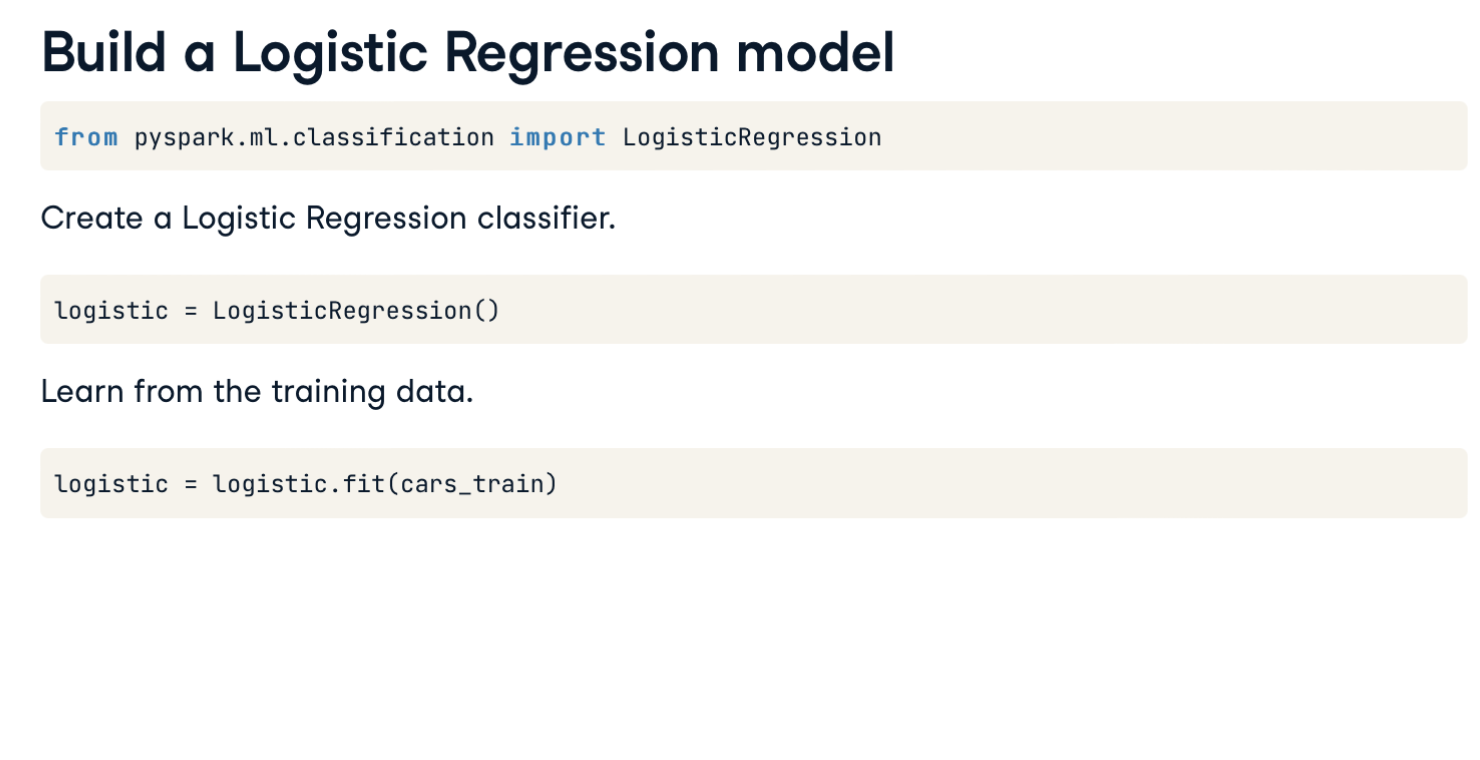 Build a Logistic Regression model
from pyspark.ml.classification import LogisticRegression
Create a Logistic Regression classifier.
logistic = LogisticRegression()
Learn from the training data.
logistic = logistic.fit(cars_train)